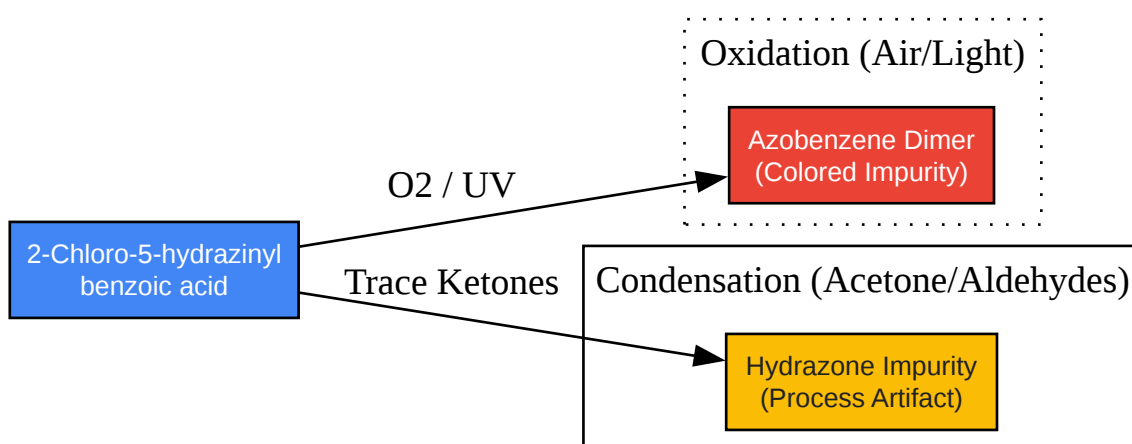 Oxidation (Air/Light)
Azobenzene Dimer
(Colored Impurity)
O2 / UV
2-Chloro-5-hydrazinyl
benzoic acid
Trace Ketones
Condensation (Acetone/Aldehydes)
Hydrazone Impurity
(Process Artifact)